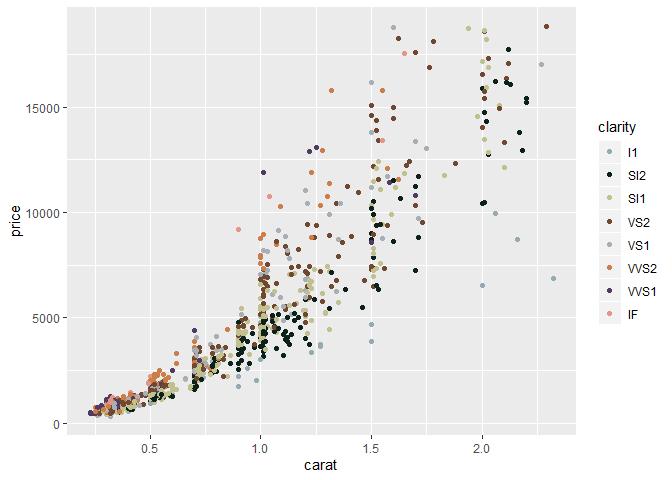 15000
10000
5000
0
price
0.5 1.0 1.5 2.0
carat
clarity
I1
SI2
SI1
VS2
VS1
VVS2
VVS1
IF